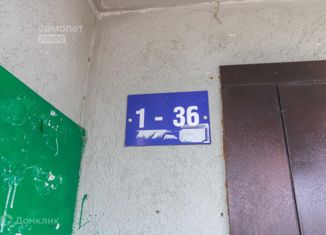 самолет
плюс
1 - 36
Домклик